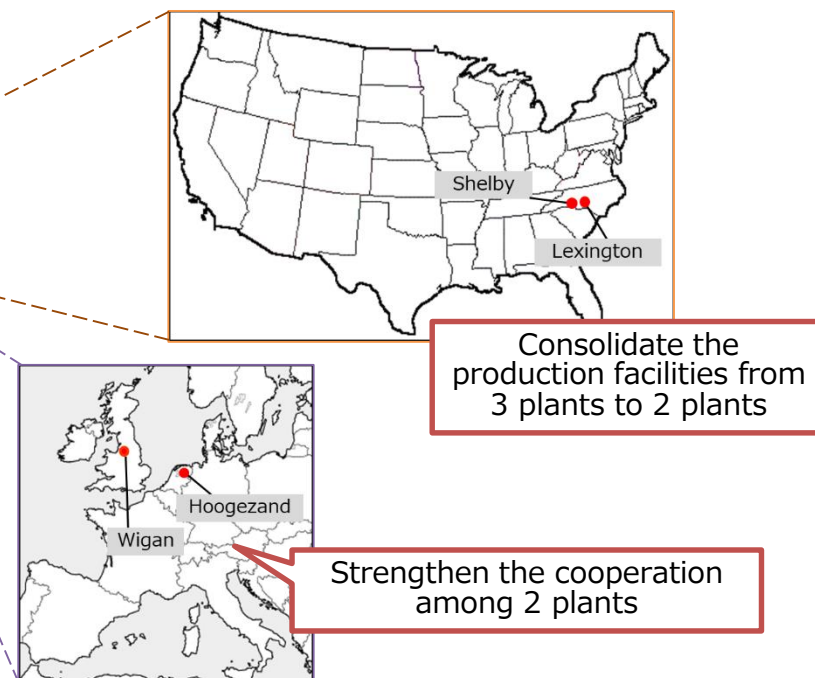 Shelby
Lexington
Consolidate the
production facilities from
3 plants to 2 plants
Hoogezand
Wigan
Strengthen the cooperation
among 2 plants